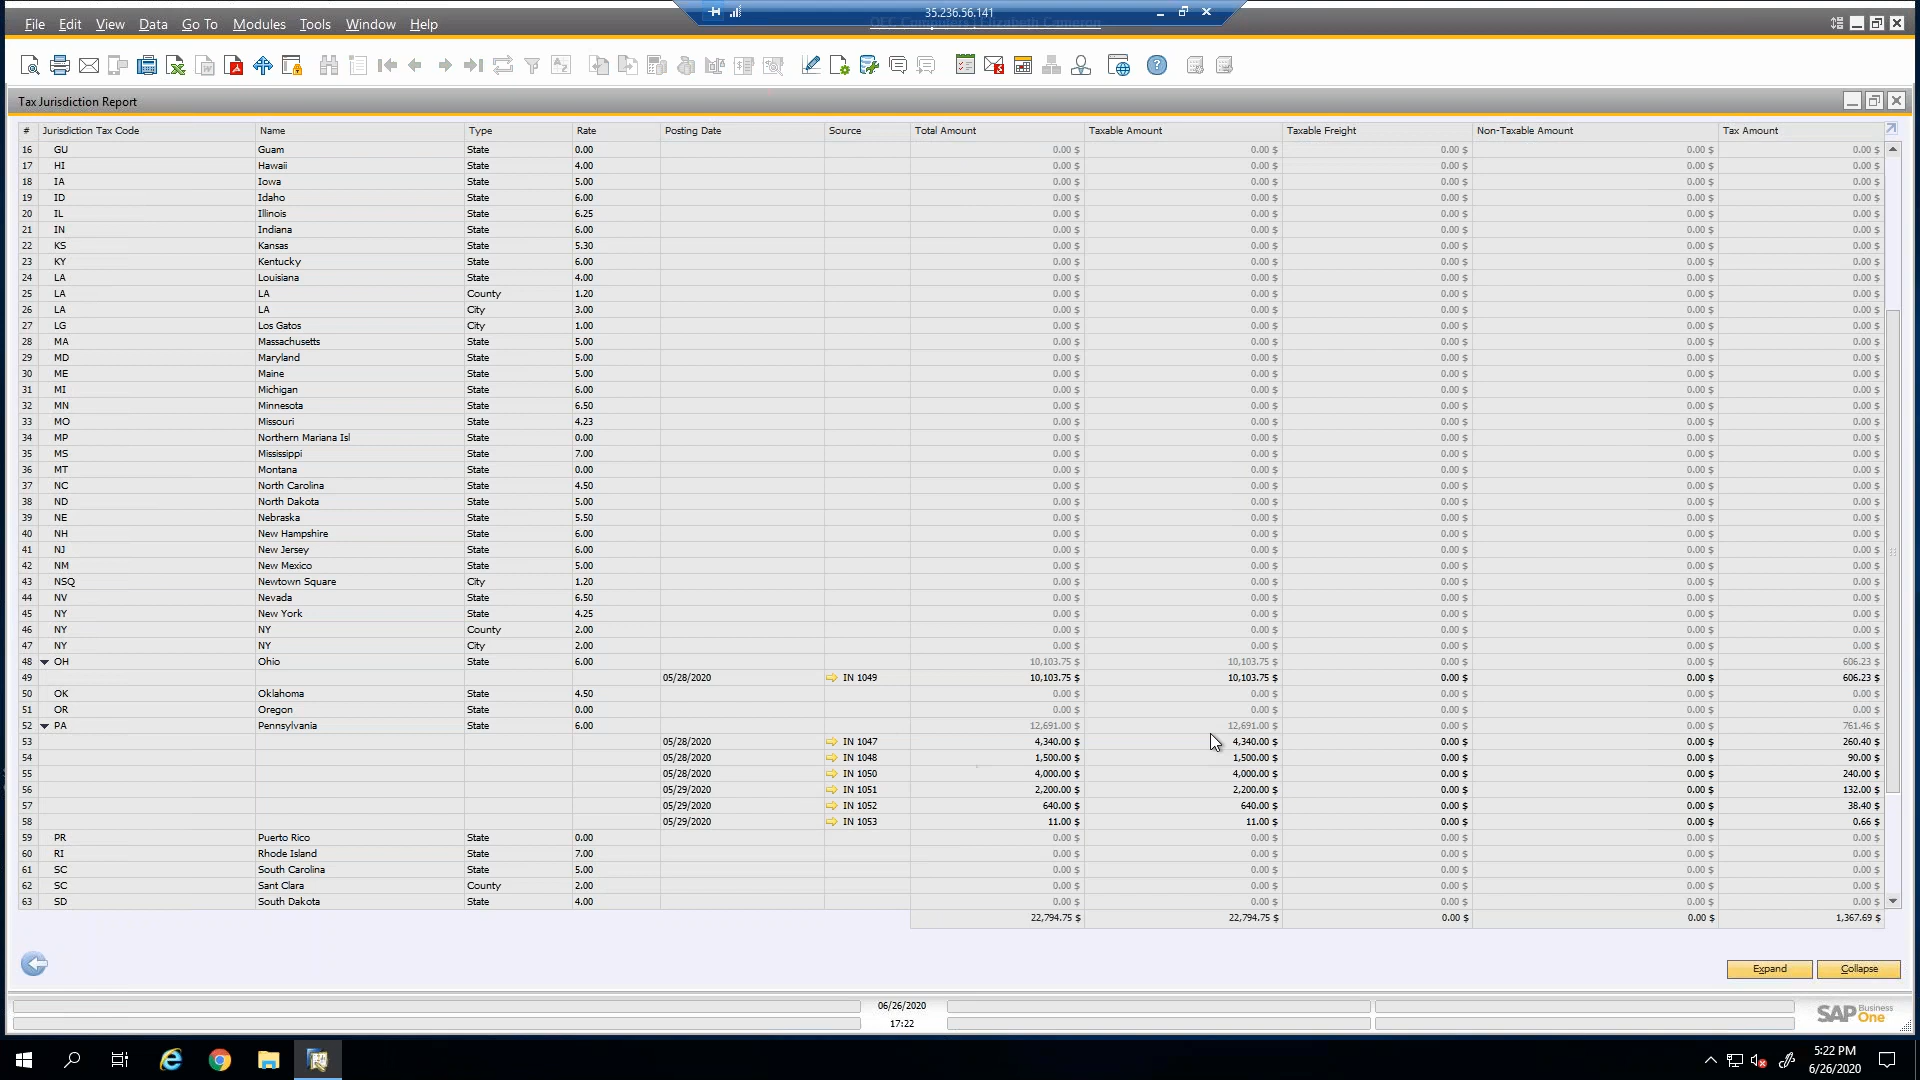 35.236.56.141
File Edit View Data Go To Modules Tools Window Help
OEC Computers Elizabeth Cameron
Tax Jurisdiction Report
# Jurisdiction Tax Code Name Type Rate Posting Date Source Total Amount Taxable Amount Taxable Freight Non-Taxable Amount Tax Amount
16 GU Guam State 0.00 0.00 $ 0.00 $ 0.00 $ 0.00 $ 0.00 $
17 HI Hawaii State 4.00 0.00 $ 0.00 $ 0.00 $ 0.00 $ 0.00 $
18 IA Iowa State 5.00 0.00 $ 0.00 $ 0.00 $ 0.00 $ 0.00 $
19 ID Idaho State 6.00 0.00 $ 0.00 $ 0.00 $ 0.00 $ 0.00 $
20 IL Illinois State 6.25 0.00 $ 0.00 $ 0.00 $ 0.00 $ 0.00 $
21 IN Indiana State 6.00 0.00 $ 0.00 $ 0.00 $ 0.00 $ 0.00 $
22 KS Kansas State 5.30 0.00 $ 0.00 $ 0.00 $ 0.00 $ 0.00 $
23 KY Kentucky State 6.00 0.00 $ 0.00 $ 0.00 $ 0.00 $ 0.00 $
24 LA Louisiana State 4.00 0.00 $ 0.00 $ 0.00 $ 0.00 $ 0.00 $
25 LA LA County 1.20 0.00 $ 0.00 $ 0.00 $ 0.00 $ 0.00 $
26 LA LA City 3.00 0.00 $ 0.00 $ 0.00 $ 0.00 $ 0.00 $
27 LG Los Gatos City 1.00 0.00 $ 0.00 $ 0.00 $ 0.00 $ 0.00 $
28 MA Massachusetts State 5.00 0.00 $ 0.00 $ 0.00 $ 0.00 $ 0.00 $
29 MD Maryland State 5.00 0.00 $ 0.00 $ 0.00 $ 0.00 $ 0.00 $
30 ME Maine State 5.00 0.00 $ 0.00 $ 0.00 $ 0.00 $ 0.00 $
31 MI Michigan State 6.00 0.00 $ 0.00 $ 0.00 $ 0.00 $ 0.00 $
32 MN Minnesota State 6.50 0.00 $ 0.00 $ 0.00 $ 0.00 $ 0.00 $
33 MO Missouri State 4.23 0.00 $ 0.00 $ 0.00 $ 0.00 $ 0.00 $
34 MP Northern Mariana Isl State 0.00 0.00 $ 0.00 $ 0.00 $ 0.00 $ 0.00 $
35 MS Mississippi State 7.00 0.00 $ 0.00 $ 0.00 $ 0.00 $ 0.00 $
36 MT Montana State 0.00 0.00 $ 0.00 $ 0.00 $ 0.00 $ 0.00 $
37 NC North Carolina State 4.50 0.00 $ 0.00 $ 0.00 $ 0.00 $ 0.00 $
38 ND North Dakota State 5.00 0.00 $ 0.00 $ 0.00 $ 0.00 $ 0.00 $
39 NE Nebraska State 5.50 0.00 $ 0.00 $ 0.00 $ 0.00 $ 0.00 $
40 NH New Hampshire State 6.00 0.00 $ 0.00 $ 0.00 $ 0.00 $ 0.00 $
41 NJ New Jersey State 6.00 0.00 $ 0.00 $ 0.00 $ 0.00 $ 0.00 $
42 NM New Mexico State 5.00 0.00 $ 0.00 $ 0.00 $ 0.00 $ 0.00 $
43 NSQ Newtown Square City 1.20 0.00 $ 0.00 $ 0.00 $ 0.00 $ 0.00 $
44 NV Nevada State 6.50 0.00 $ 0.00 $ 0.00 $ 0.00 $ 0.00 $
45 NY New York State 4.25 0.00 $ 0.00 $ 0.00 $ 0.00 $ 0.00 $
46 NY NY County 2.00 0.00 $ 0.00 $ 0.00 $ 0.00 $ 0.00 $
47 NY NY City 2.00 0.00 $ 0.00 $ 0.00 $ 0.00 $ 0.00 $
48 OH Ohio State 6.00 10,103.75 $ 10,103.75 $ 0.00 $ 0.00 $ 606.23 $
49 05/28/2020 IN 1049 10,103.75 $ 10,103.75 $ 0.00 $ 0.00 $ 606.23 $
50 OK Oklahoma State 4.50 0.00 $ 0.00 $ 0.00 $ 0.00 $ 0.00 $
51 OR Oregon State 0.00 0.00 $ 0.00 $ 0.00 $ 0.00 $ 0.00 $
52 PA Pennsylvania State 6.00 12,691.00 $ 12,691.00 $ 0.00 $ 0.00 $ 761.46 $
53 05/28/2020 IN 1047 4,340.00 $ 4,340.00 $ 0.00 $ 0.00 $ 260.40 $
54 05/28/2020 IN 1048 1,500.00 $ 1,500.00 $ 0.00 $ 0.00 $ 90.00 $
55 05/28/2020 IN 1050 4,000.00 $ 4,000.00 $ 0.00 $ 0.00 $ 240.00 $
56 05/29/2020 IN 1051 2,200.00 $ 2,200.00 $ 0.00 $ 0.00 $ 132.00 $
57 05/29/2020 IN 1052 640.00 $ 640.00 $ 0.00 $ 0.00 $ 38.40 $
58 05/29/2020 IN 1053 11.00 $ 11.00 $ 0.00 $ 0.00 $ 0.66 $
59 PR Puerto Rico State 0.00 0.00 $ 0.00 $ 0.00 $ 0.00 $ 0.00 $
60 RI Rhode Island State 7.00 0.00 $ 0.00 $ 0.00 $ 0.00 $ 0.00 $
61 SC South Carolina State 5.00 0.00 $ 0.00 $ 0.00 $ 0.00 $ 0.00 $
62 SC Sant Clara County 2.00 0.00 $ 0.00 $ 0.00 $ 0.00 $ 0.00 $
63 SD South Dakota State 4.00 0.00 $ 0.00 $ 0.00 $ 0.00 $ 0.00 $
22,794.75 $ 22,794.75 $ 0.00 $ 0.00 $ 1,367.69 $
Expand Collapse
06/26/2020
17:22
SAP Business One
5:22 PM
6/26/2020